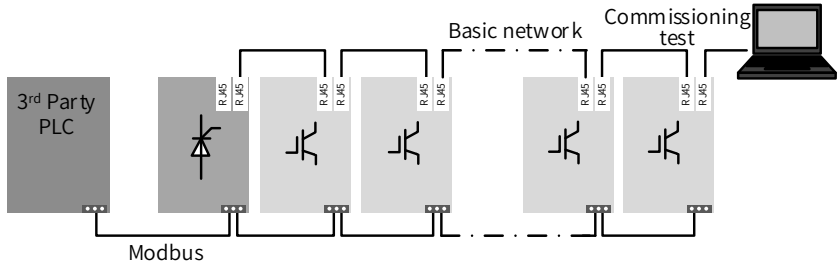 Commissioning
test
Basic network
3rd Party
PLC
RJ45
RJ45
RJ45
RJ45
RJ45
RJ45
RJ45
RJ45
RJ45
RJ45
Modbus